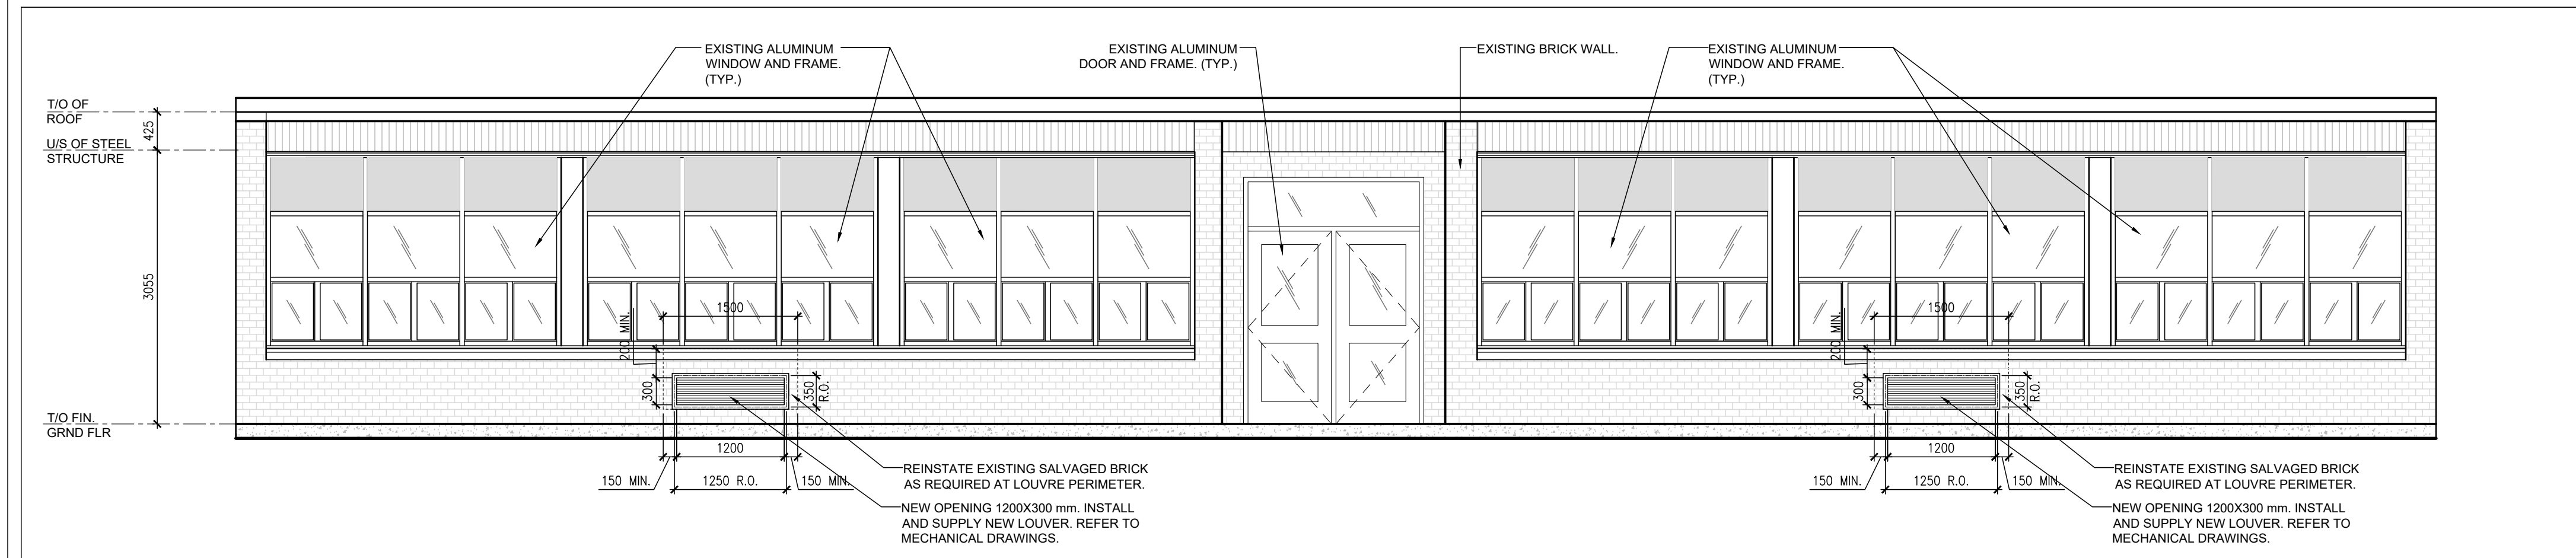 EXISTING ALUMINUM
WINDOW AND FRAME.
(TYP.)
EXISTING ALUMINUM
DOOR AND FRAME. (TYP.)
EXISTING BRICK WALL.
EXISTING ALUMINUM
WINDOW AND FRAME.
(TYP.)
T/O OF
ROOF
425
U/S OF STEEL
STRUCTURE
3055
T/O FIN.
GRND FLR
1500
200 MIN.
300
350
R.O.
1200
150 MIN.
1250 R.O.
150 MIN.
REINSTATE EXISTING SALVAGED BRICK
AS REQUIRED AT LOUVRE PERIMETER.
NEW OPENING 1200X300 mm. INSTALL
AND SUPPLY NEW LOUVER. REFER TO
MECHANICAL DRAWINGS.
1500
200 MIN.
300
350
R.O.
1200
150 MIN.
1250 R.O.
150 MIN.
REINSTATE EXISTING SALVAGED BRICK
AS REQUIRED AT LOUVRE PERIMETER.
NEW OPENING 1200X300 mm. INSTALL
AND SUPPLY NEW LOUVER. REFER TO
MECHANICAL DRAWINGS.